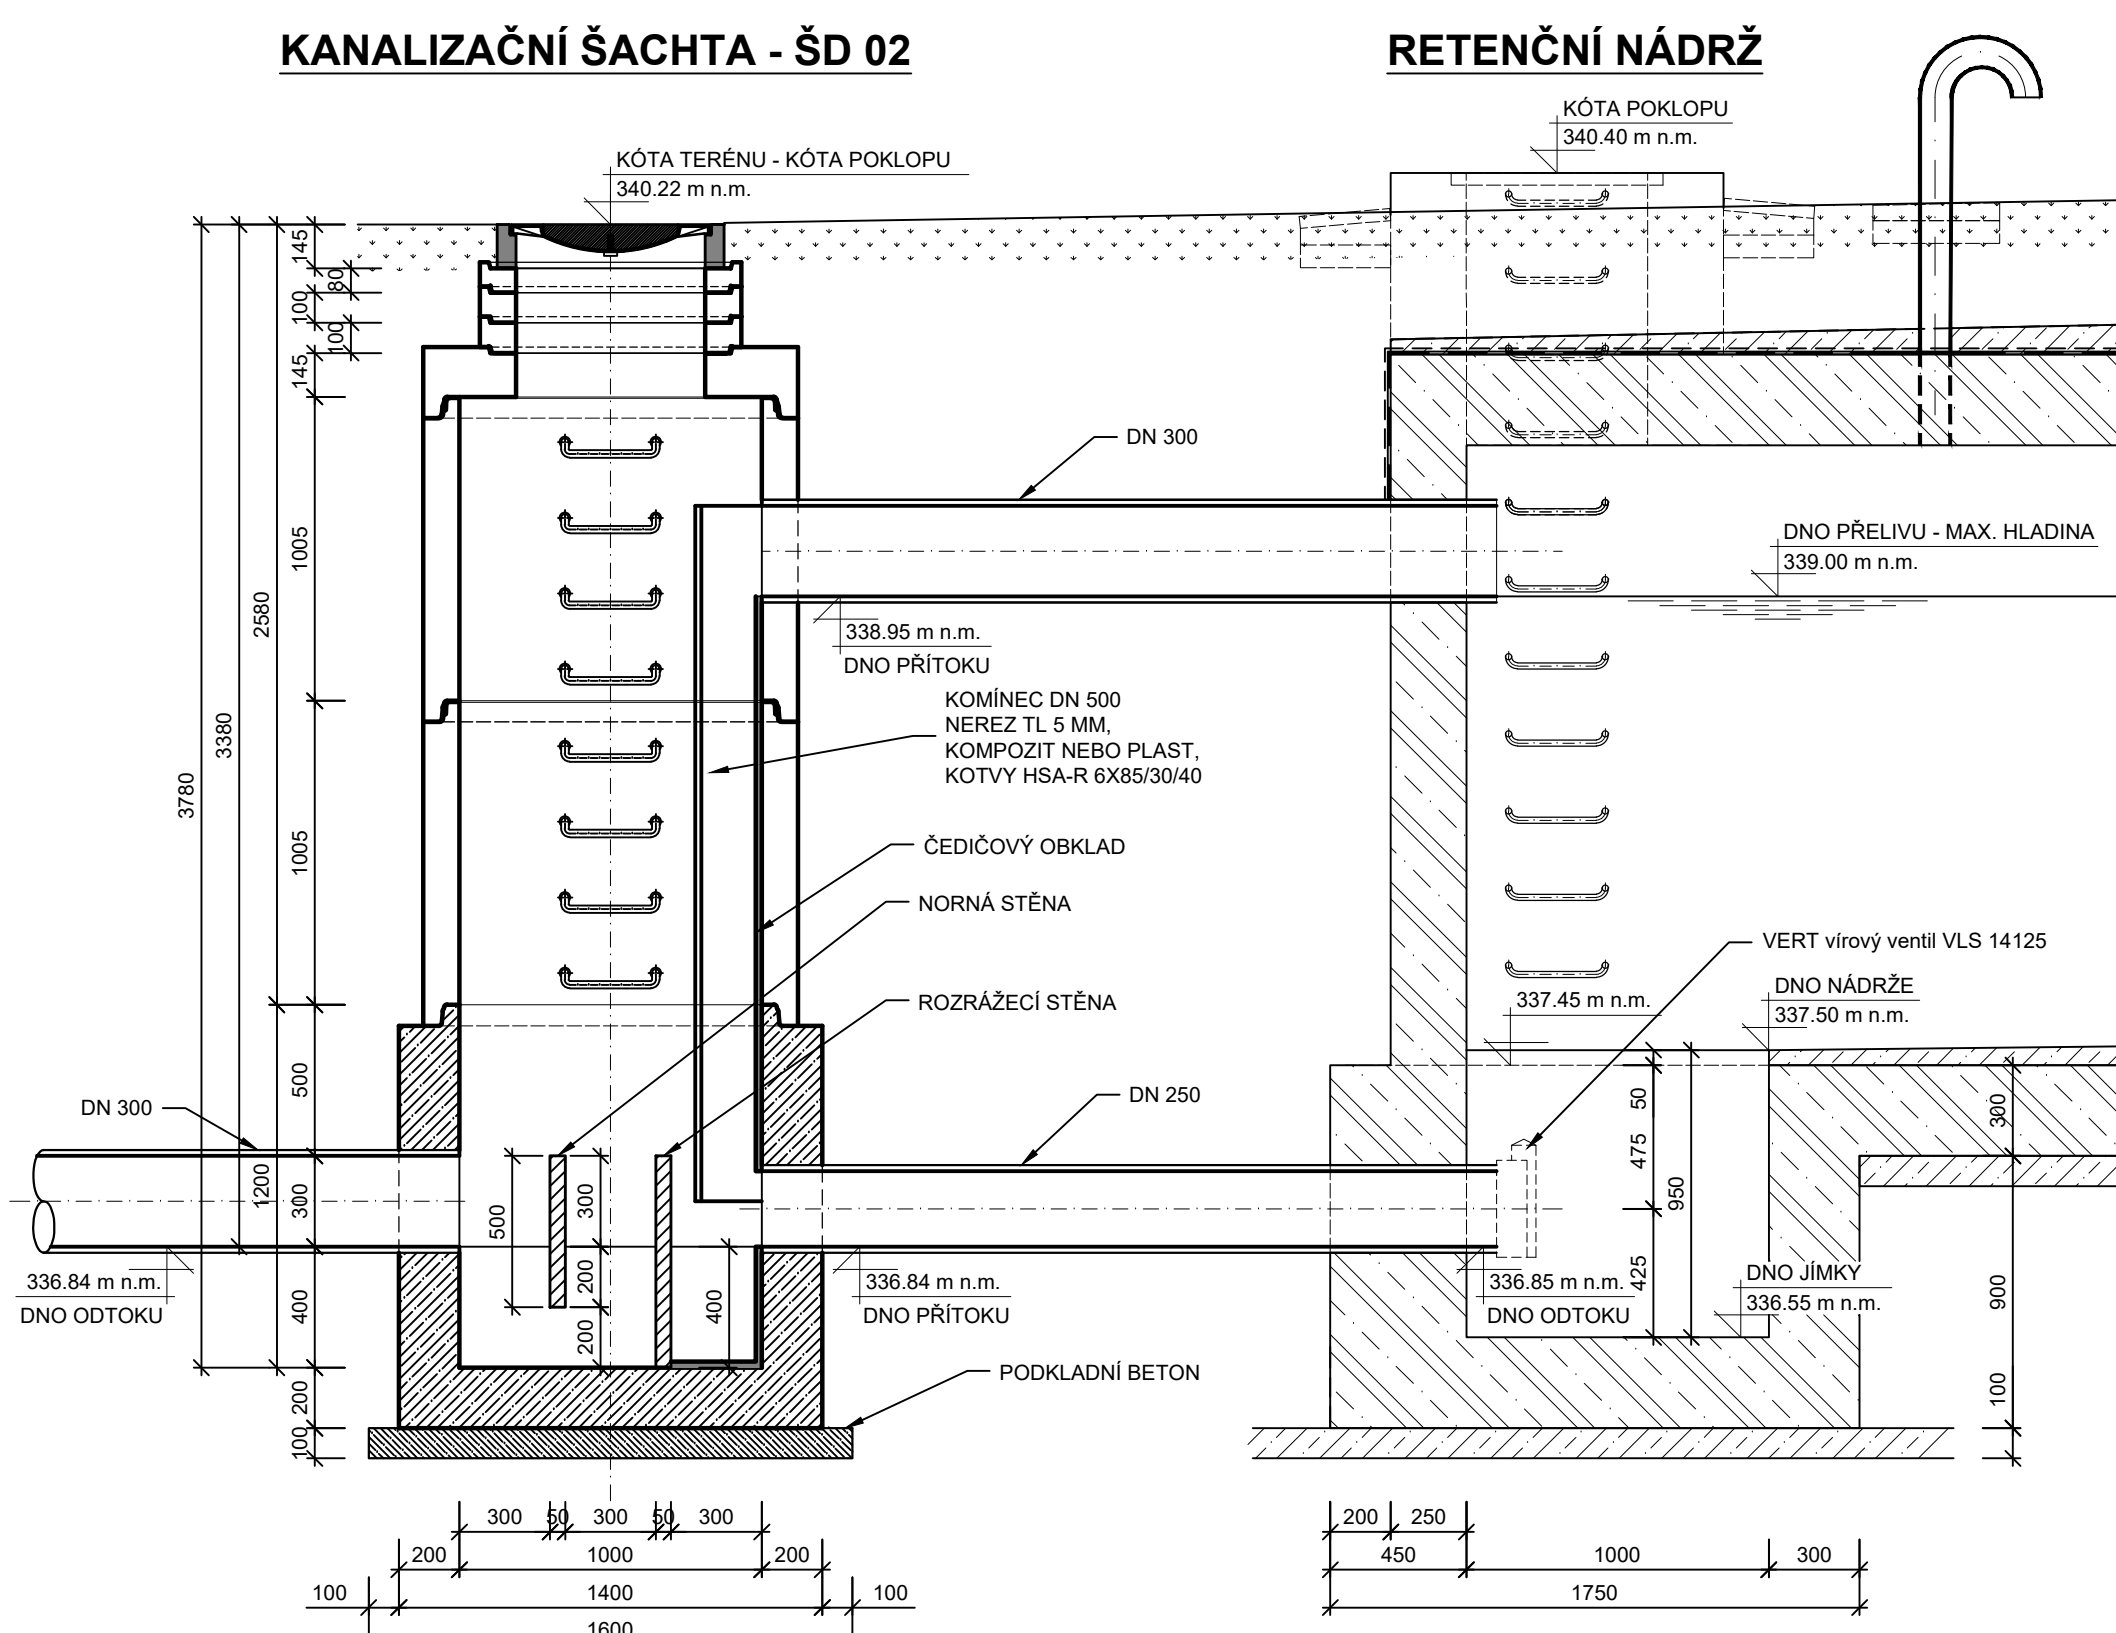 KANALIZAČNÍ ŠACHTA - ŠD 02
RETENČNÍ NÁDRŽ
KÓTA POKLOPU
340.40 m n.m.
KÓTA TERÉNU - KÓTA POKLOPU
340.22 m n.m.
145
80
100
100
145
1005
1005
500
300
400
200
100
2580
1200
3380
3780
DN 300
DNO PŘELIVU - MAX. HLADINA
339.00 m n.m.
338.95 m n.m.
DNO PŘÍTOKU
KOMÍNEC DN 500
NEREZ TL 5 MM,
KOMPOZIT NEBO PLAST,
KOTVY HSA-R 6X85/30/40
ČEDIČOVÝ OBKLAD
NORNÁ STĚNA
ROZRÁŽECÍ STĚNA
VERT vírový ventil VLS 14125
337.45 m n.m.
DNO NÁDRŽE
337.50 m n.m.
DN 300
DN 250
500
300
200
200
400
50
475
425
950
300
900
100
336.84 m n.m.
DNO ODTOKU
336.84 m n.m.
DNO PŘÍTOKU
336.85 m n.m.
DNO ODTOKU
DNO JÍMKY
336.55 m n.m.
PODKLADNÍ BETON
300 50 300 50 300
200 1000 200
100 1400 100
1600
200 250
450 1000 300
1750